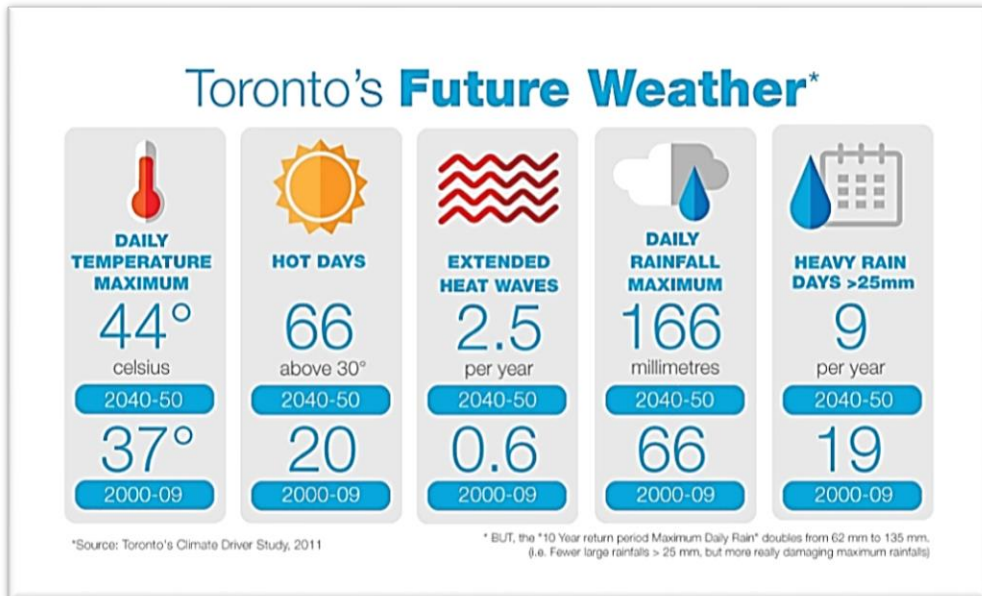 Toronto's Future Weather*
DAILY
TEMPERATURE
MAXIMUM
44°
celsius
2040-50
37°
2000-09
HOT DAYS
66
above 30°
2040-50
20
2000-09
EXTENDED
HEAT WAVES
2.5
per year
2040-50
0.6
2000-09
DAILY
RAINFALL
MAXIMUM
166
millimetres
2040-50
66
2000-09
HEAVY RAIN
DAYS >25mm
9
per year
2040-50
19
2000-09
*Source: Toronto's Climate Driver Study, 2011
* BUT, the "10 Year return period Maximum Daily Rain" doubles from 62 mm to 135 mm.
(i.e. Fewer large rainfalls > 25 mm, but more really damaging maximum rainfalls)